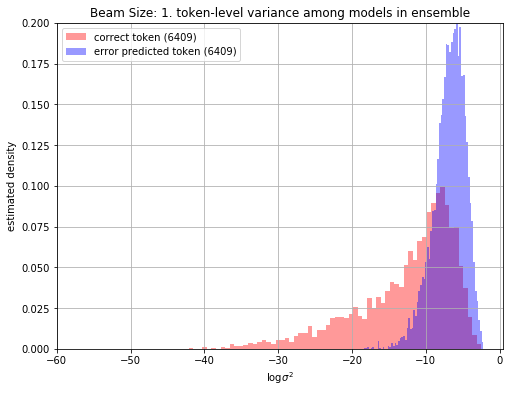 Beam Size: 1. token-level variance among models in ensemble
correct token (6409)
error predicted token (6409)
estimated density
0.200
0.175
0.150
0.125
0.100
0.075
0.050
0.025
0.000
−60 −50 −40 −30 −20 −10 0
logσ²